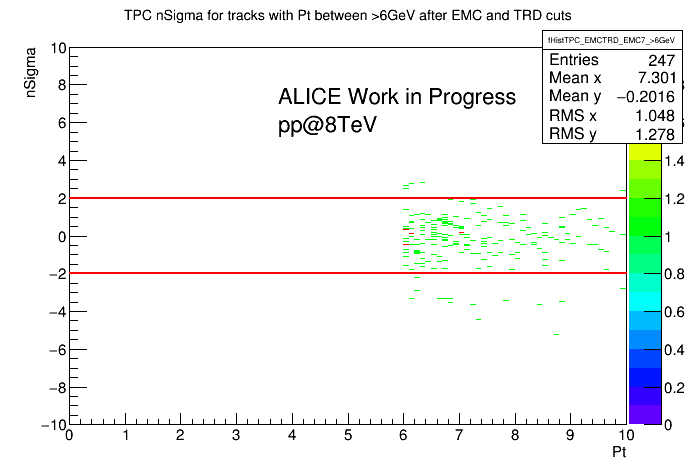 TPC nSigma for tracks with Pt between >6GeV after EMC and TRD cuts
fHistTPC_EMCTRD_EMC7_>6GeV
Entries 247
Mean x 7.301
Mean y −0.2016
RMS x 1.048
RMS y 1.278
nSigma
ALICE Work in Progress
pp@8TeV
10
8
6
4
2
0
−2
−4
−6
−8
−10
1.4
1.2
1
0.8
0.6
0.4
0.2
0
0 1 2 3 4 5 6 7 8 9 10
Pt